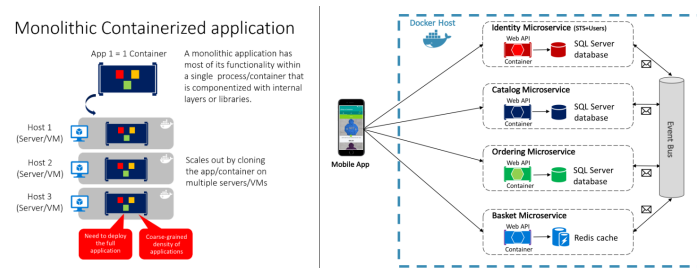 Monolithic Containerized application
App 1 = 1 Container
A monolithic application has
most of its functionality within
a single process/container that
is componentized with internal
layers or libraries.
Host 1
(Server/VM)
Host 2
(Server/VM)
Host 3
(Server/VM)
Scales out by cloning
the app/container on
multiple servers/VMs
Need to deploy
the full
application
Coarse-grained
density of
applications
Docker Host
Mobile App
Identity Microservice (STS+Users)
Web API
Container
SQL Server
database
Catalog Microservice
Web API
Container
SQL Server
database
Ordering Microservice
Web API
Container
SQL Server
database
Basket Microservice
Web API
Container
Redis cache
Event Bus